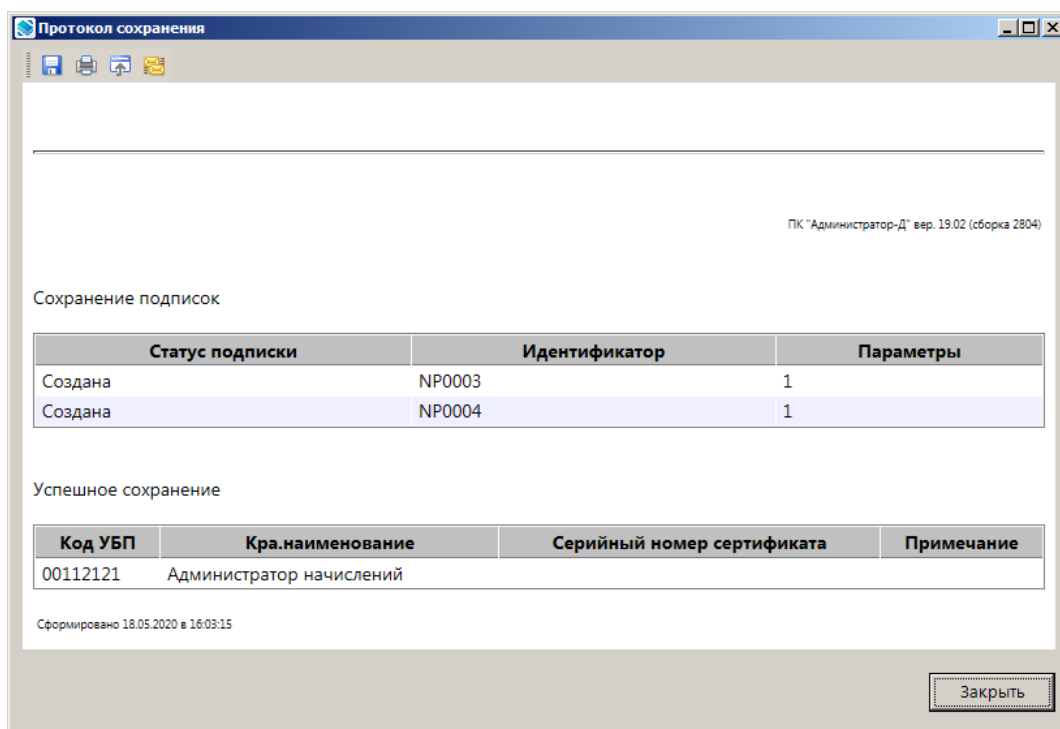 Протокол сохранения
ПК "Администратор-Д" вер. 19.02 (сборка 2804)
Сохранение подписок
Статус подписки Идентификатор Параметры
Создана NP0003 1
Создана NP0004 1
Успешное сохранение
Код УБП Кра.наименование Серийный номер сертификата Примечание
00112121 Администратор начислений
Сформировано 18.05.2020 в 16:03:15
Закрыть